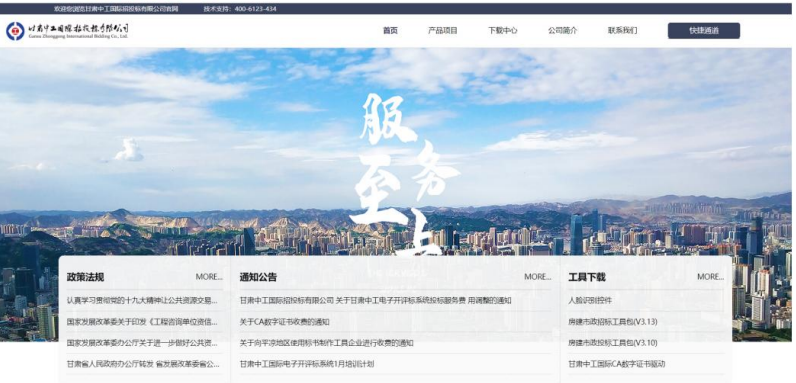 欢迎您浏览甘肃中工国际招投标有限公司官网 技术支持：400-6123-434
甘肃中工国际招投标有限公司
Gansu Zhonggong International Bidding Co., Ltd.
首页 产品项目 下载中心 公司简介 联系我们 快捷通道
服务至上
政策法规 MORE...
认真学习贯彻党的十九大精神让公共资源交易...
国家发展改革委关于印发《工程咨询单位资信...
国家发展改革委办公厅关于进一步做好公共资...
甘肃省人民政府办公厅转发 省发展改革委省公...
通知公告 MORE...
甘肃中工国际招投标有限公司 关于甘肃中工电子开评标系统投标服务费 用调整的通知
关于CA数字证书收费的通知
关于向平凉地区使用标书制作工具企业进行收费的通知
甘肃中工国际电子开评标系统1月培训计划
工具下载 MORE...
人脸识别控件
房建市政招标工具包(V3.13)
房建市政投标工具包(V3.10)
甘肃中工国际CA数字证书驱动